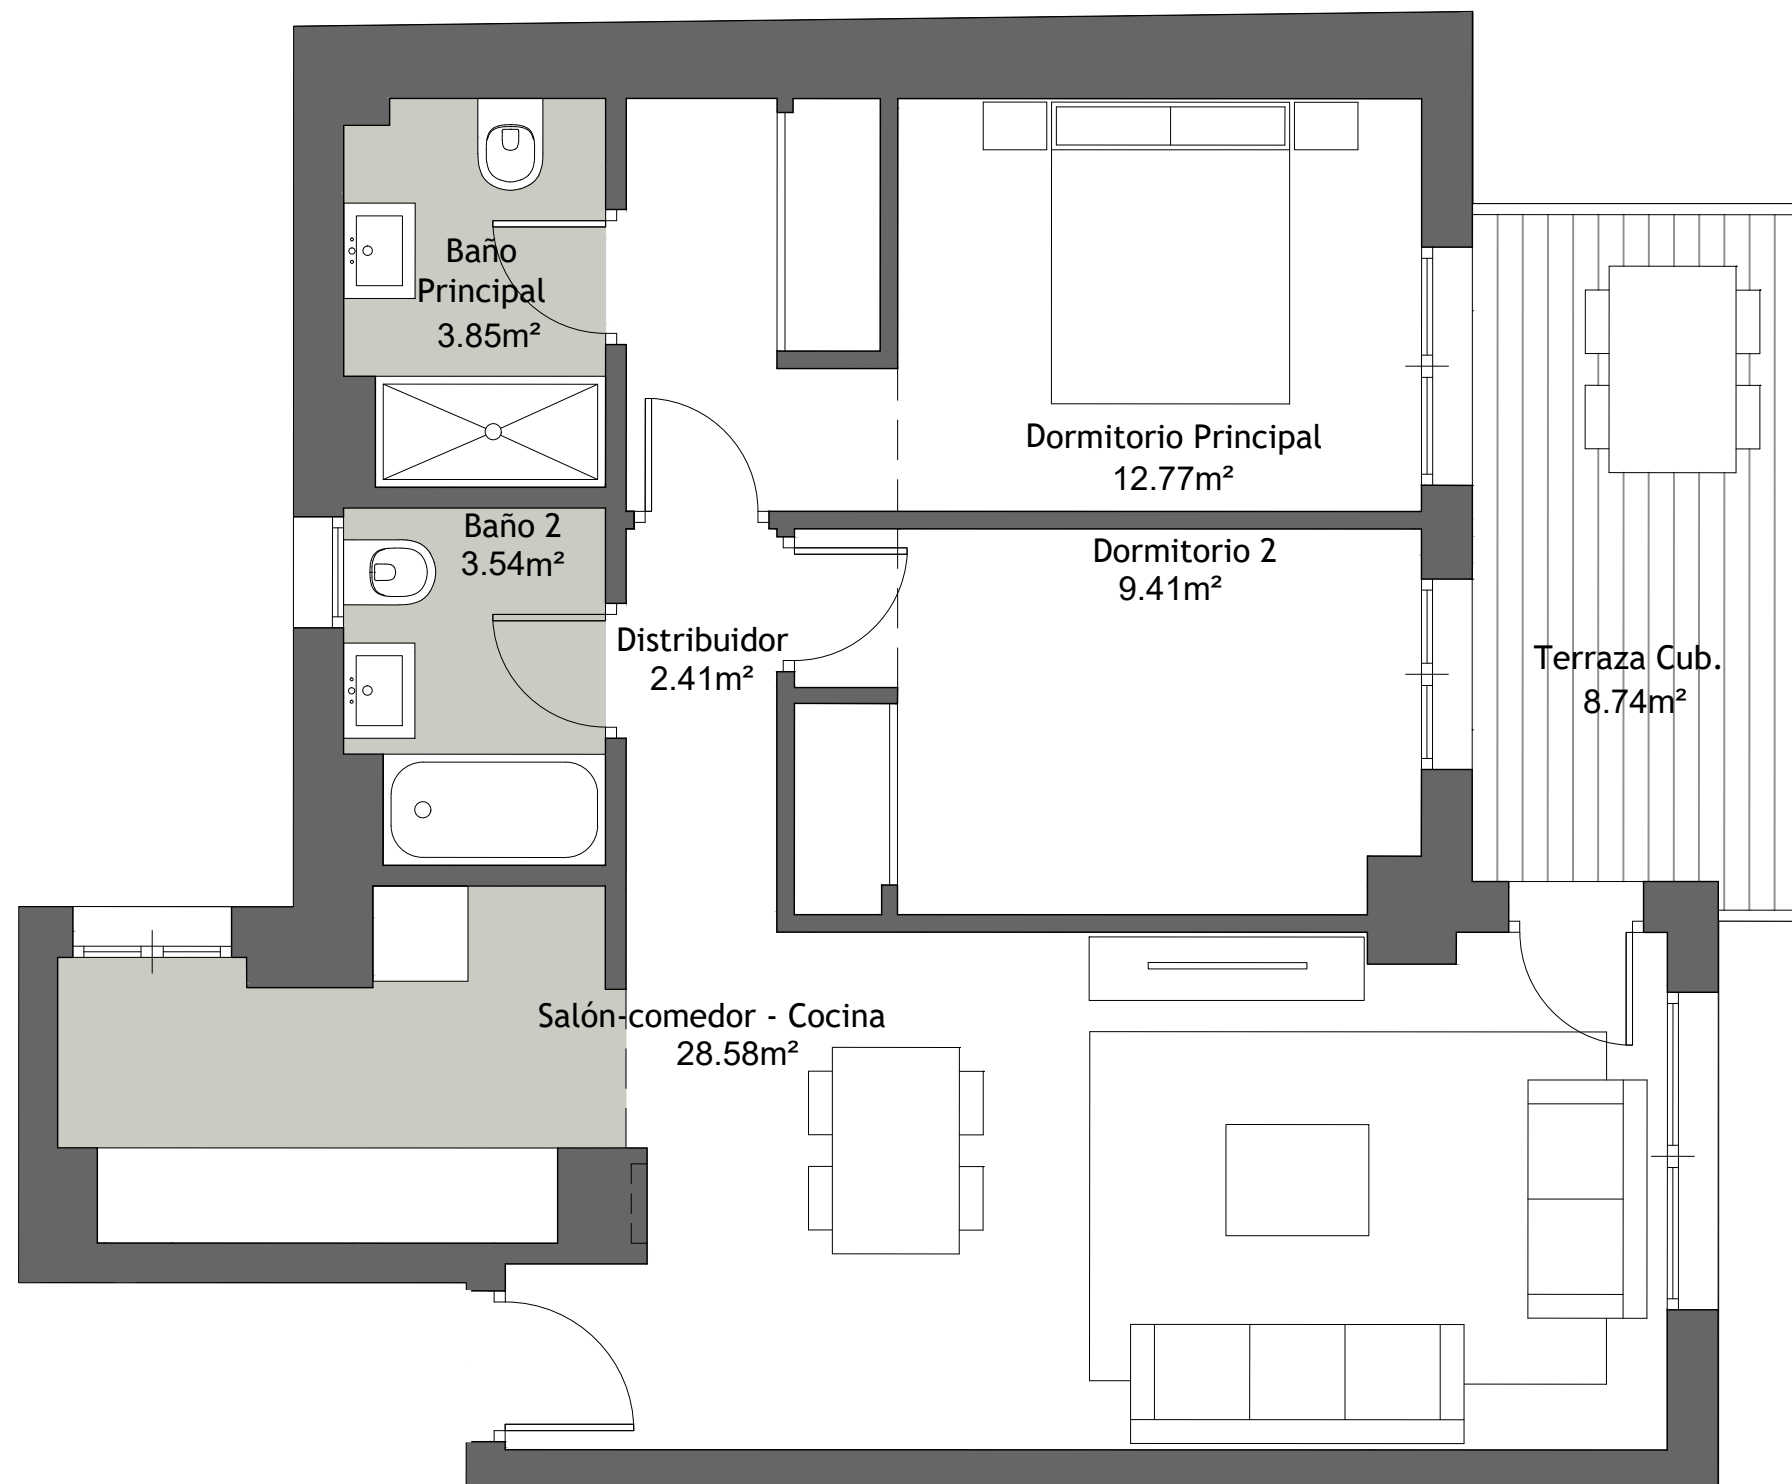 Baño
Principal
3.85m²
Dormitorio Principal
12.77m²
Baño 2
3.54m²
Dormitorio 2
9.41m²
Distribuidor
2.41m²
Terraza Cub.
8.74m²
Salón-comedor - Cocina
28.58m²